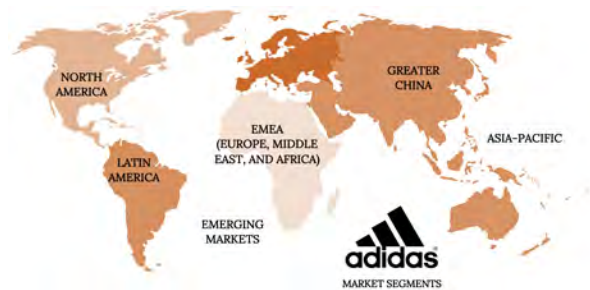 NORTH
AMERICA
GREATER
CHINA
EMEA
(EUROPE, MIDDLE
EAST, AND AFRICA)
ASIA-PACIFIC
LATIN
AMERICA
EMERGING
MARKETS
adidas®
MARKET SEGMENTS